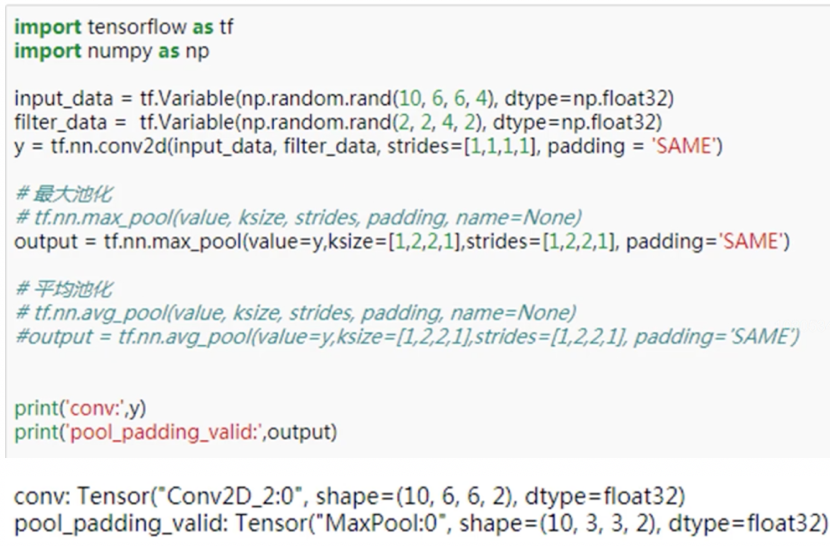 import tensorflow as tf
import numpy as np
input_data = tf.Variable(np.random.rand(10, 6, 6, 4), dtype=np.float32)
filter_data =  tf.Variable(np.random.rand(2, 2, 4, 2), dtype=np.float32)
y = tf.nn.conv2d(input_data, filter_data, strides=[1,1,1,1], padding = 'SAME')
# 最大池化
# tf.nn.max_pool(value, ksize, strides, padding, name=None)
output = tf.nn.max_pool(value=y,ksize=[1,2,2,1],strides=[1,2,2,1], padding='SAME')
# 平均池化
# tf.nn.avg_pool(value, ksize, strides, padding, name=None)
#output = tf.nn.avg_pool(value=y,ksize=[1,2,2,1],strides=[1,2,2,1], padding='SAME')
print('conv:',y)
print('pool_padding_valid:',output)
conv: Tensor("Conv2D_2:0", shape=(10, 6, 6, 2), dtype=float32)
pool_padding_valid: Tensor("MaxPool:0", shape=(10, 3, 3, 2), dtype=float32)